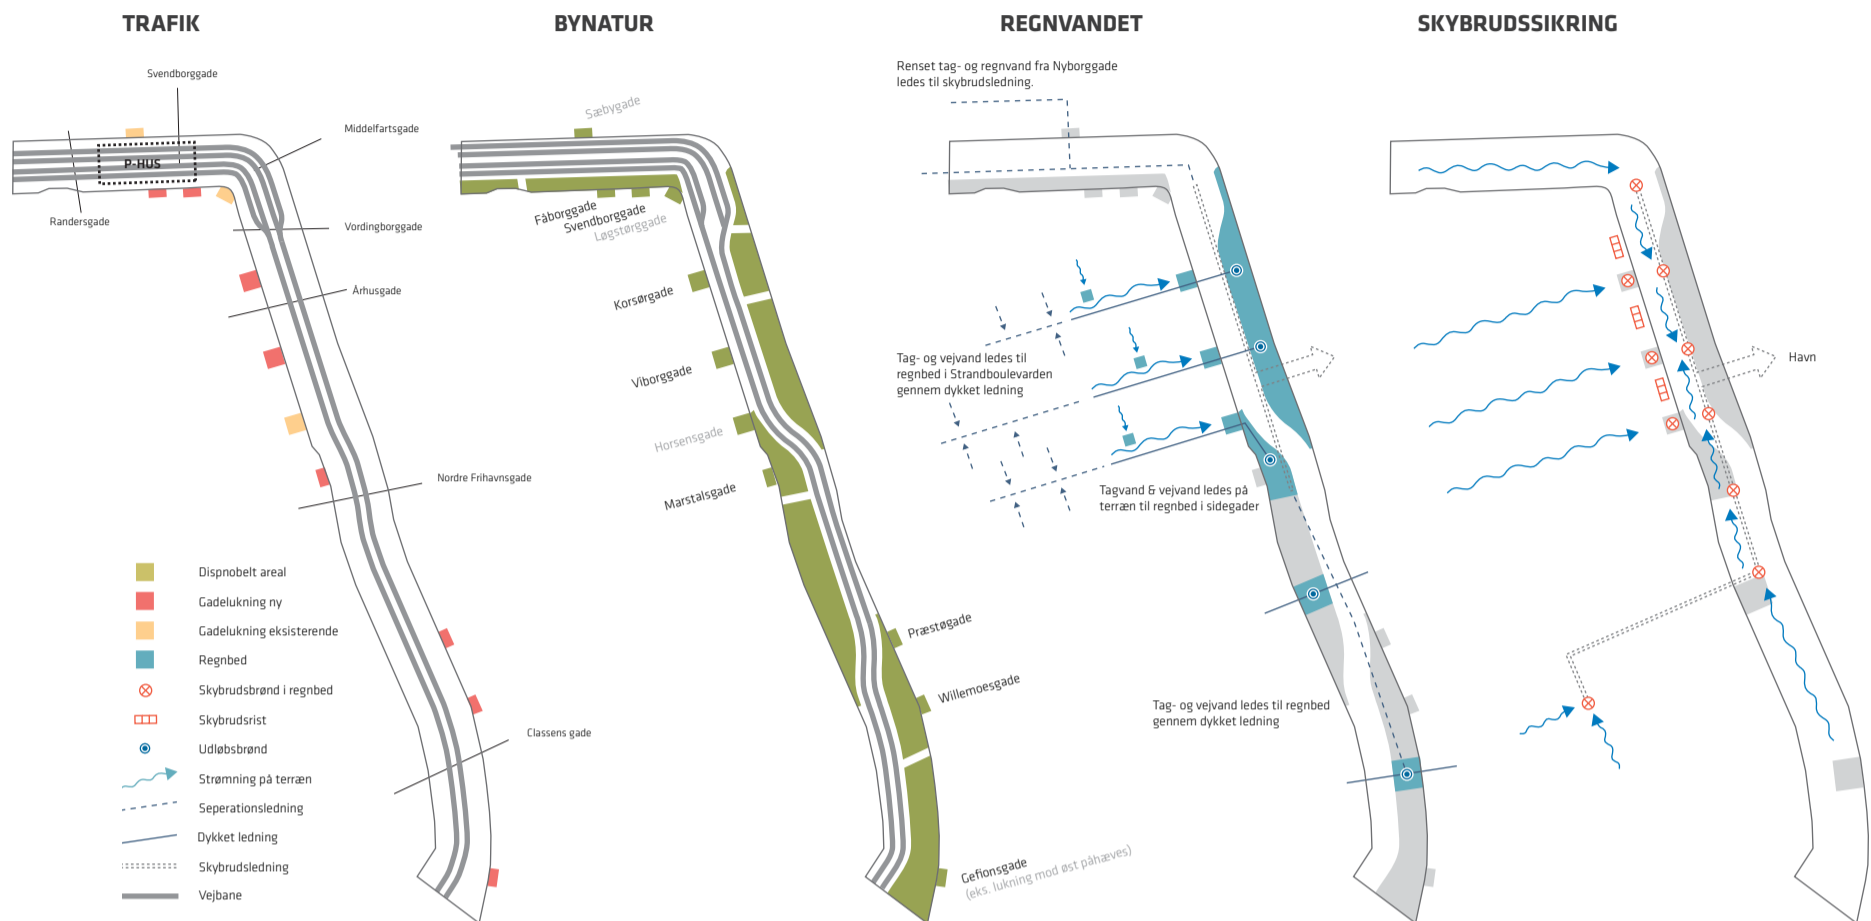 TRAFIK
Svendborggade
Middelfartsgade
P-HUS
Randersgade
Vordingborggade
Århusgade
Nordre Frihavnsgade
Classens gade
Dispnobelt areal
Gadelukning ny
Gadelukning eksisterende
Regnbed
Skybrudsbrønd i regnbed
Skybrudsrist
Udløbsbrønd
Strømning på terræn
Seperationsledning
Dykket ledning
Skybrudsledning
Vejbane
BYNATUR
Sæbygade
Fåborggade
Svendborggade
Løgstørggade
Korsørgade
Viborggade
Horsensgade
Marstalsgade
Præstøgade
Willemoesgade
Gefionsgade
(eks. lukning mod øst påhæves)
REGNVANDET
Renset tag- og regnvand fra Nyborggade
ledes til skybrudsledning.
Tag- og vejvand ledes til
regnbed i Strandboulevarden
gennem dykket ledning
Tagvand & vejvand ledes på
terræn til regnbed i sidegader
Tag- og vejvand ledes til regnbed
gennem dykket ledning
SKYBRUDSSIKRING
Havn